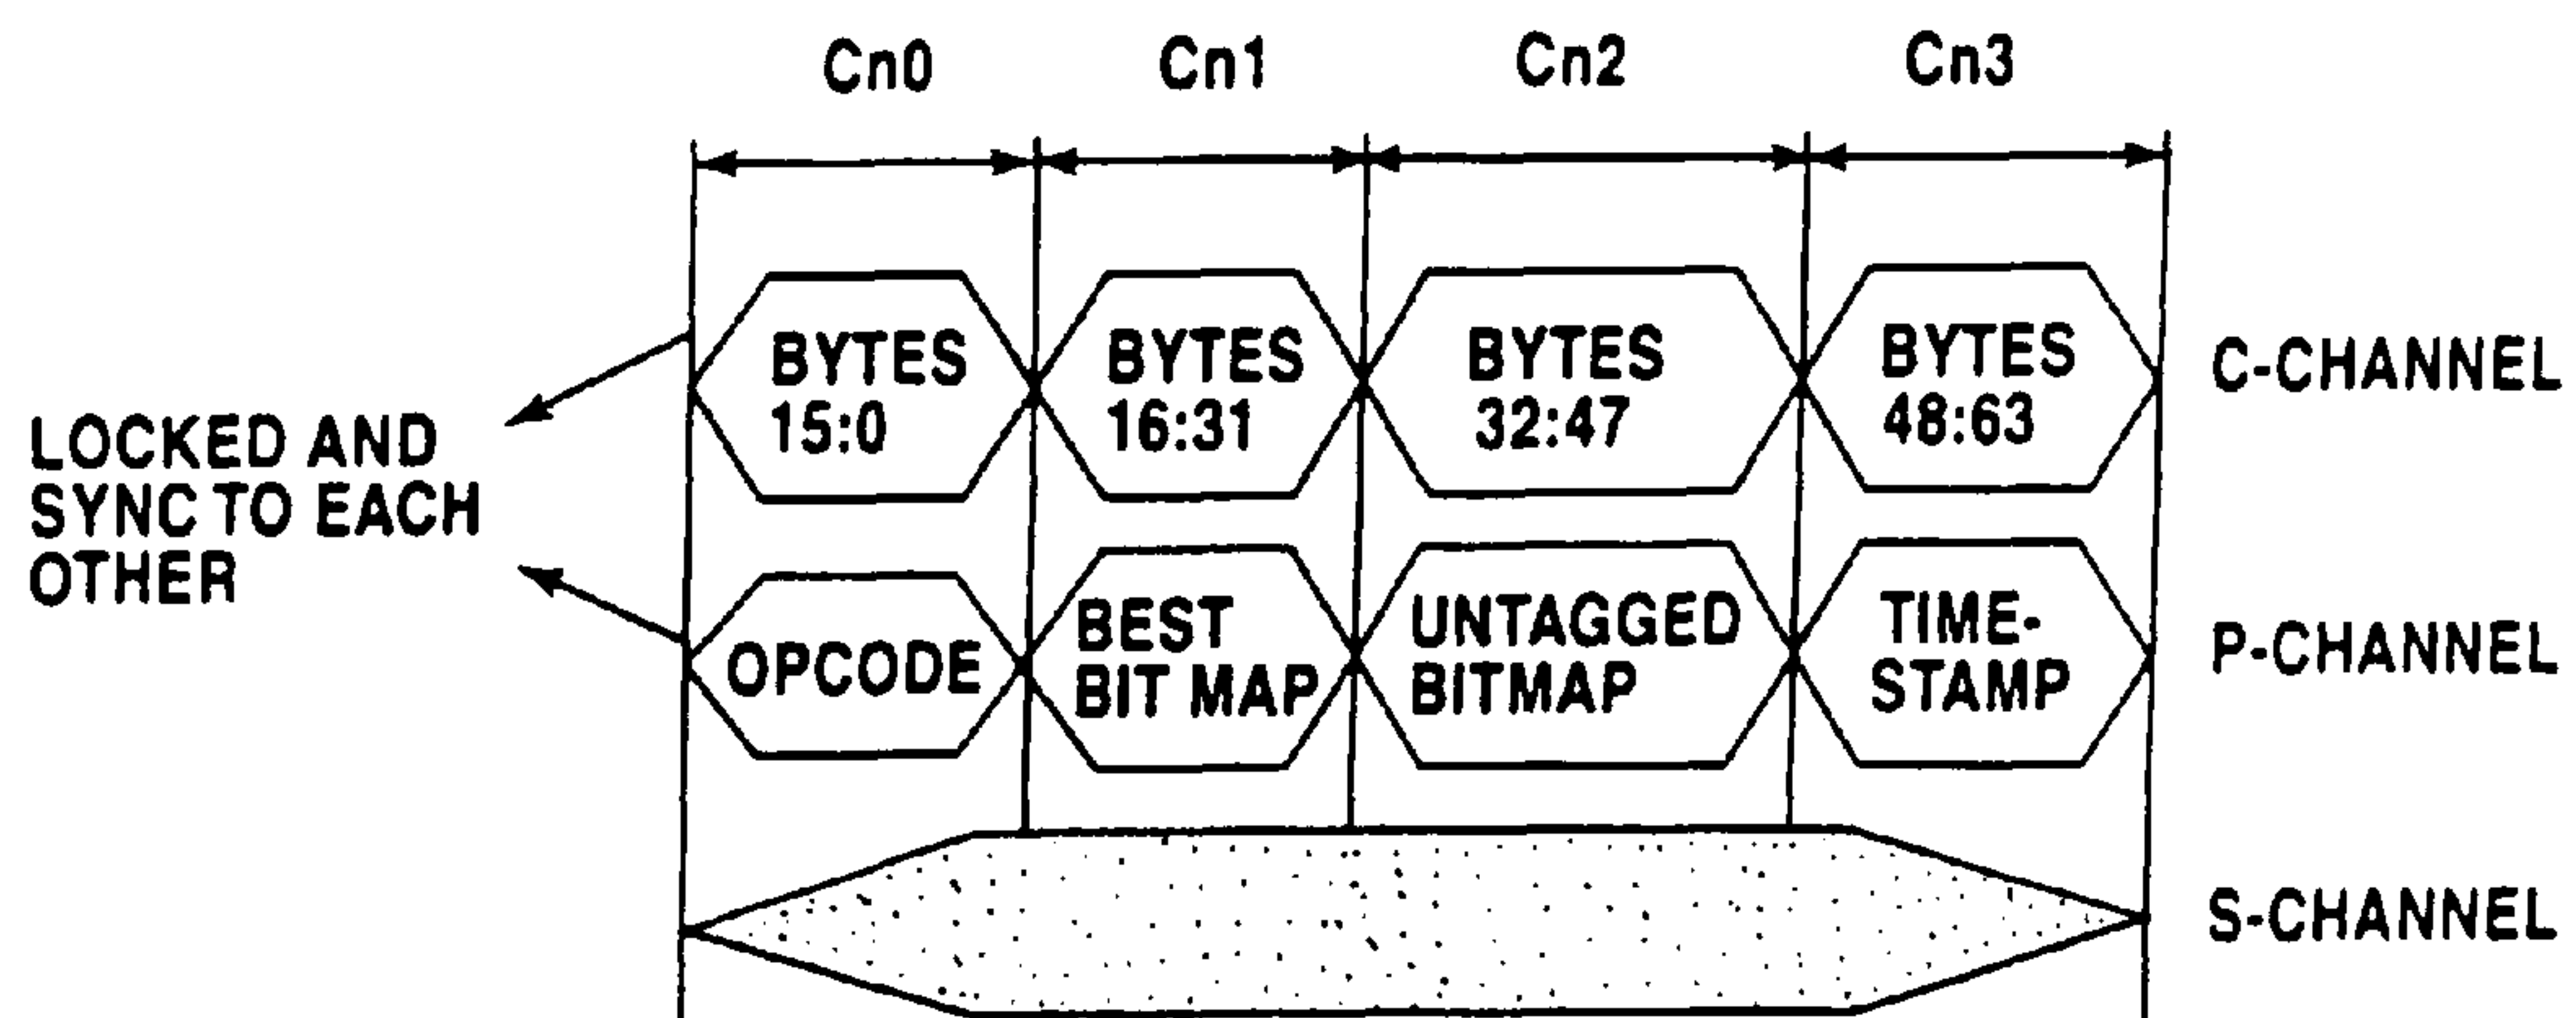 Cn0 Cn1 Cn2 Cn3
BYTES 15:0
BYTES 16:31
BYTES 32:47
BYTES 48:63
C-CHANNEL
LOCKED AND
SYNC TO EACH
OTHER
OPCODE
BEST
BIT MAP
UNTAGGED
BITMAP
TIME-
STAMP
P-CHANNEL
S-CHANNEL